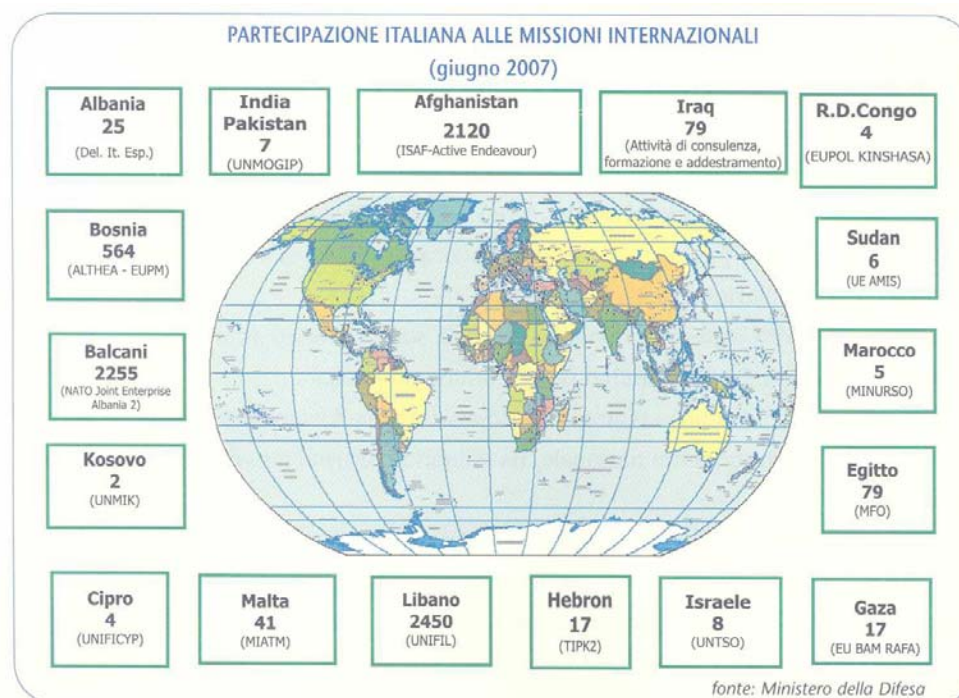 PARTECIPAZIONE ITALIANA ALLE MISSIONI INTERNAZIONALI
(giugno 2007)
Albania
25
(Del. It. Esp.)
India
Pakistan
7
(UNMOGIP)
Afghanistan
2120
(ISAF-Active Endeavour)
Iraq
79
(Attività di consulenza,
formazione e addestramento)
R.D.Congo
4
(EUPOL KINSHASA)
Bosnia
564
(ALTHEA - EUPM)
Sudan
6
(UE AMIS)
Balcani
2255
(NATO Joint Enterprise
Albania 2)
Marocco
5
(MINURSO)
Kosovo
2
(UNMIK)
Egitto
79
(MFO)
Cipro
4
(UNIFICYP)
Malta
41
(MIATM)
Libano
2450
(UNIFIL)
Hebron
17
(TIPK2)
Israele
8
(UNTSO)
Gaza
17
(EU BAM RAFA)
fonte: Ministero della Difesa